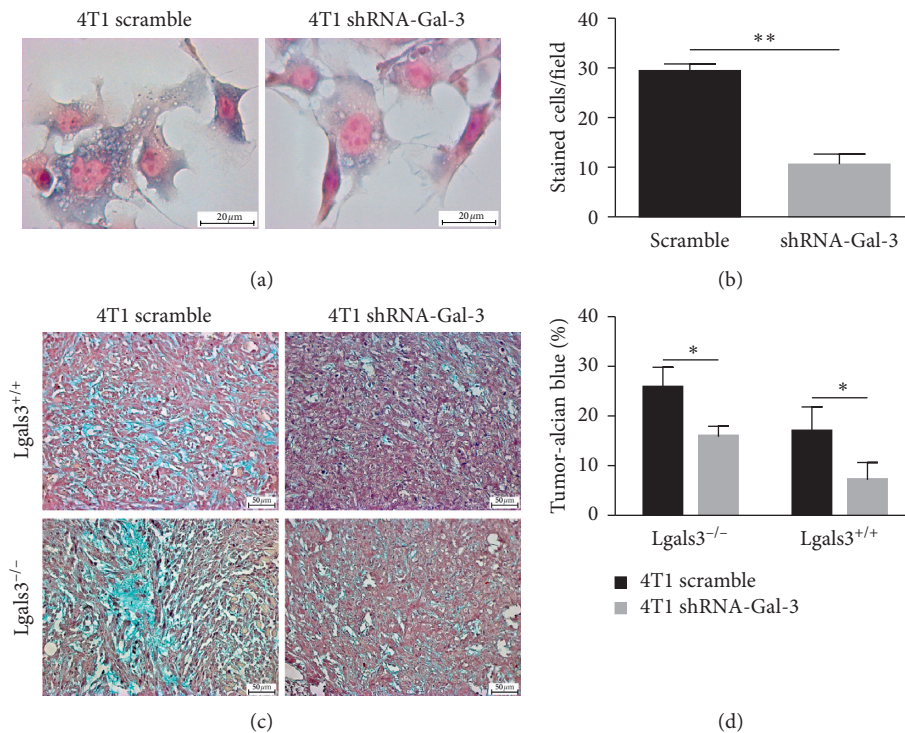 4T1 scramble
4T1 shRNA-Gal-3
20 μm
20 μm
(a)
Stained cells/field
40
30
20
10
0
**
Scramble
shRNA-Gal-3
(b)
4T1 scramble
4T1 shRNA-Gal-3
Lgals3+/+
Lgals3−/−
50 μm
50 μm
50 μm
50 μm
(c)
Tumor-alcian blue (%)
40
30
20
10
0
*
*
Lgals3−/−
Lgals3+/+
4T1 scramble
4T1 shRNA-Gal-3
(d)